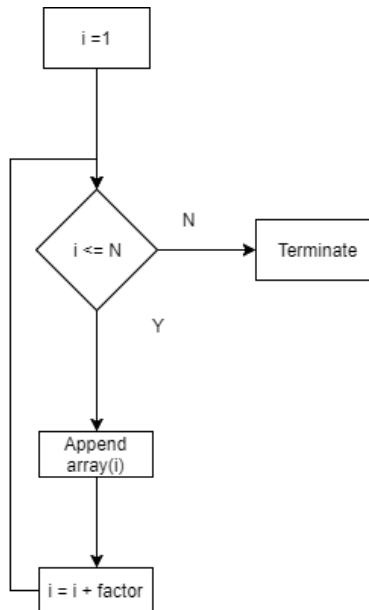 i =1
i <= N
N
Terminate
Y
Append
array(i)
i = i + factor